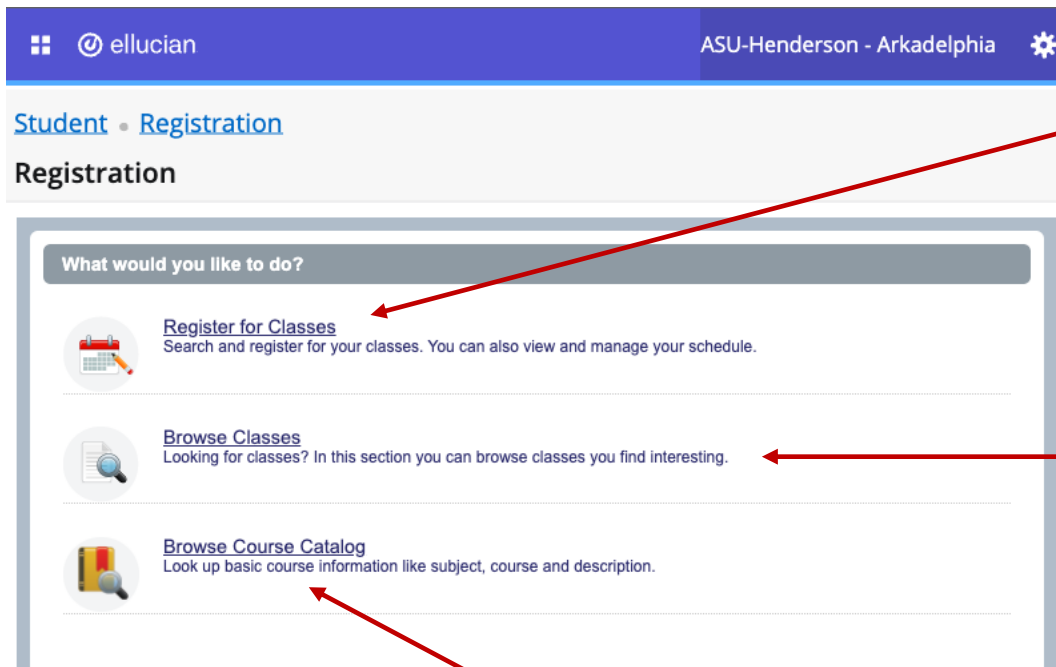 ellucian
ASU-Henderson - Arkadelphia
Student • Registration
Registration
What would you like to do?
Register for Classes
Search and register for your classes. You can also view and manage your schedule.
Browse Classes
Looking for classes? In this section you can browse classes you find interesting.
Browse Course Catalog
Look up basic course information like subject, course and description.